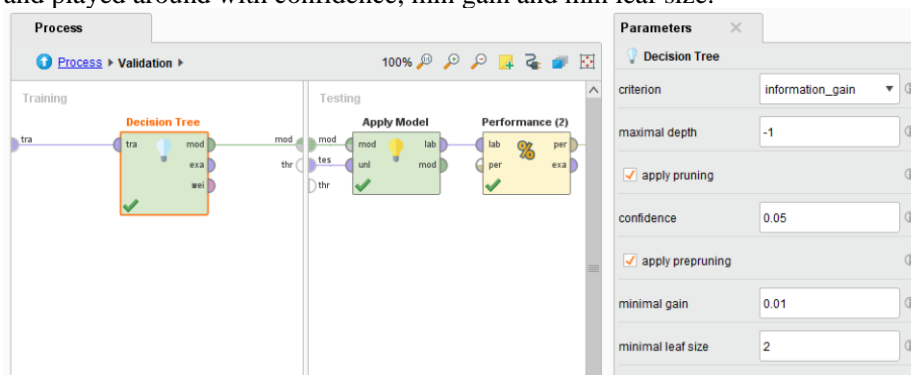 and played around with confidence, min gain and min leaf size.
Process
Parameters
Process Validation
100%
Decision Tree
Training
Testing
criterion
information_gain
Decision Tree
Apply Model
Performance (2)
maximal depth
-1
tra
tra
mod
exa
wei
mod
thr
mod
tes
thr
mod
unl
lab
mod
lab
per
per
exa
apply pruning
confidence
0.05
apply prepruning
minimal gain
0.01
minimal leaf size
2